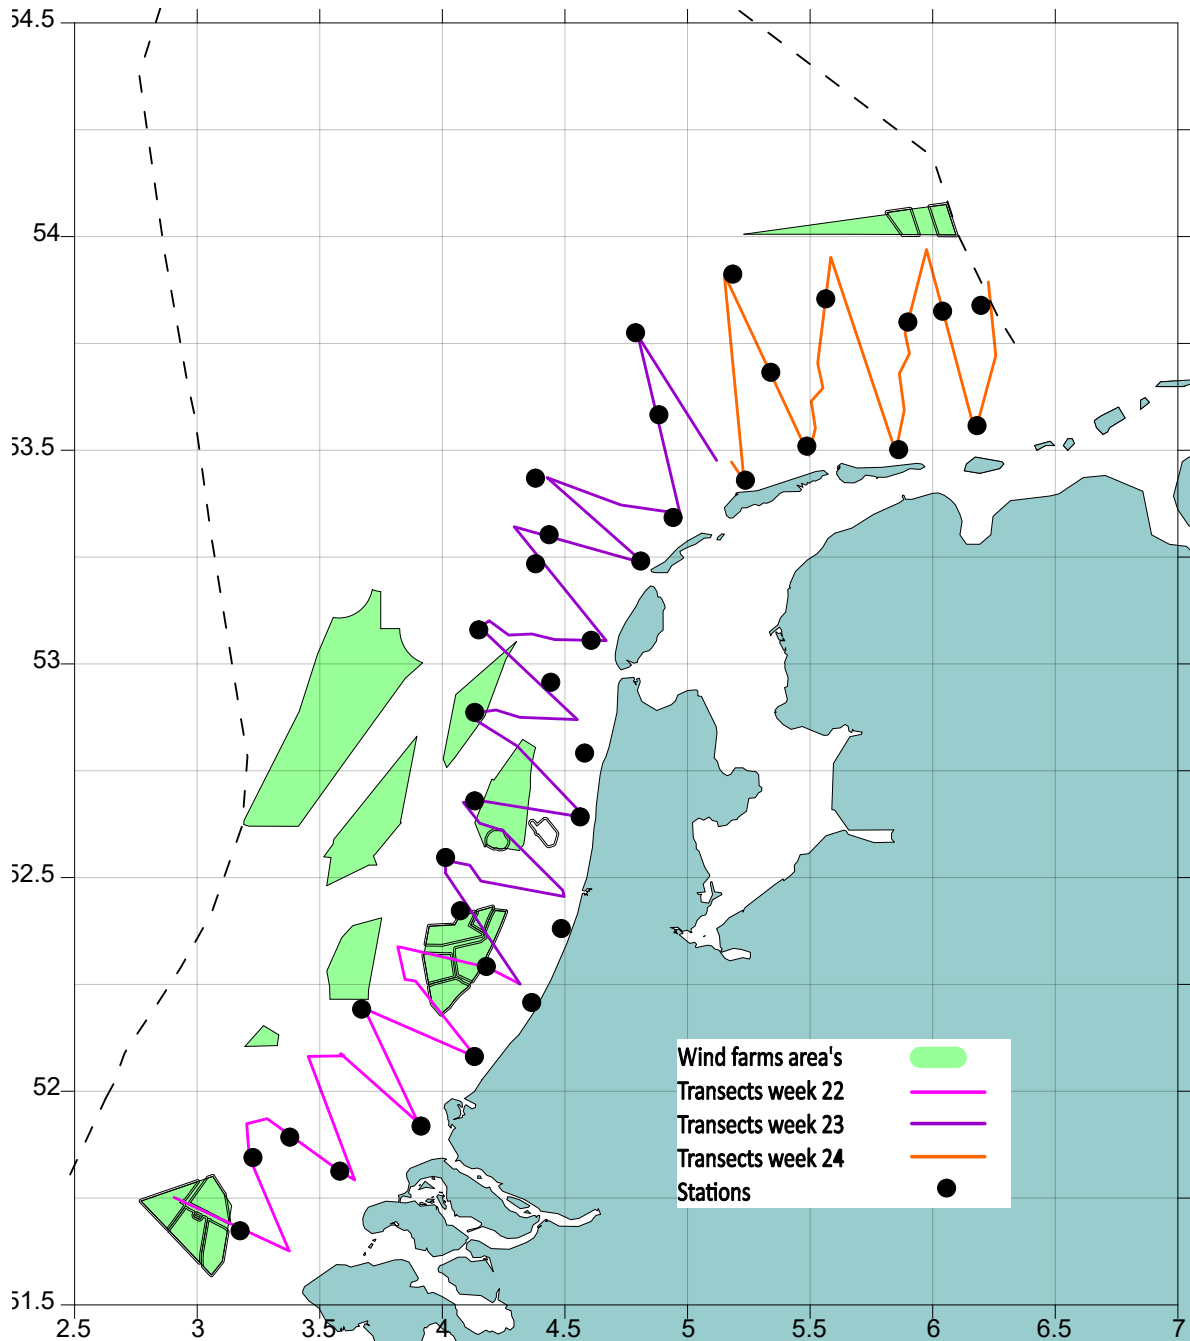 54.5
54
53.5
53
52.5
52
51.5
Wind farms area's
Transects week 22
Transects week 23
Transects week 24
Stations
2.5 3 3.5 4 4.5 5 5.5 6 6.5 7